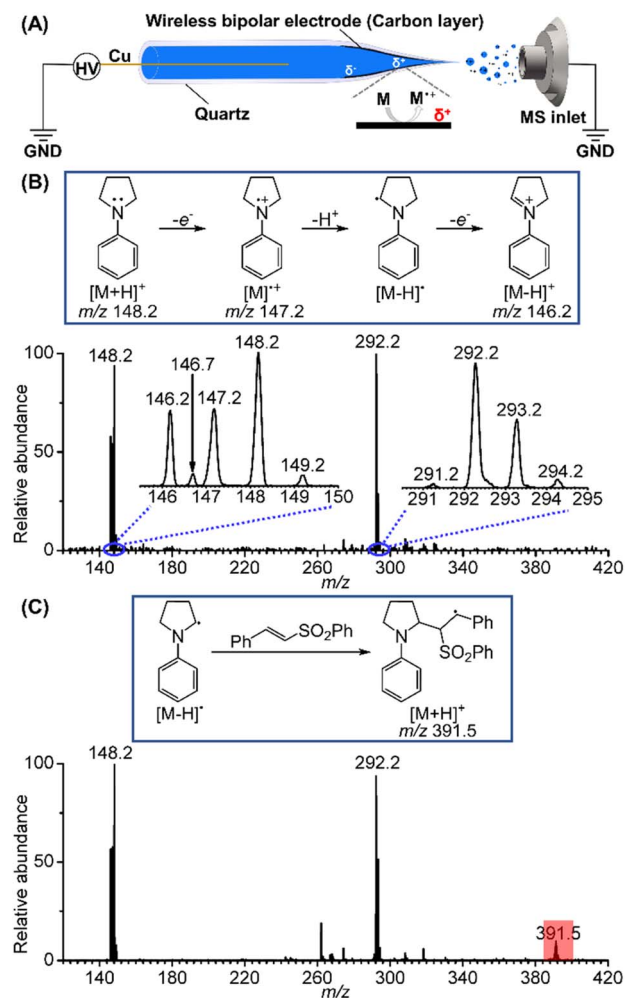 (A)
Wireless bipolar electrode (Carbon layer)
HV
Cu
δ-
δ+
Quartz
M
M•+
δ+
MS inlet
GND
GND
(B)
N
-e-
•+
N
-H+
•
N
-e-
+
N
[M+H]+
m/z 148.2
[M]•+
m/z 147.2
[M-H]•
[M-H]+
m/z 146.2
Relative abundance
100
50
0
148.2
146.7
148.2
146.2
147.2
149.2
146 147 148 149 150
292.2
292.2
293.2
291.2
294.2
291 292 293 294 295
140 180 220 260 300 340 380 420
m/z
(C)
N
•
[M-H]•
Ph
SO2Ph
N
•
Ph
SO2Ph
[M+H]+
m/z 391.5
Relative abundance
100
50
0
148.2
292.2
391.5
140 180 220 260 300 340 380 420
m/z